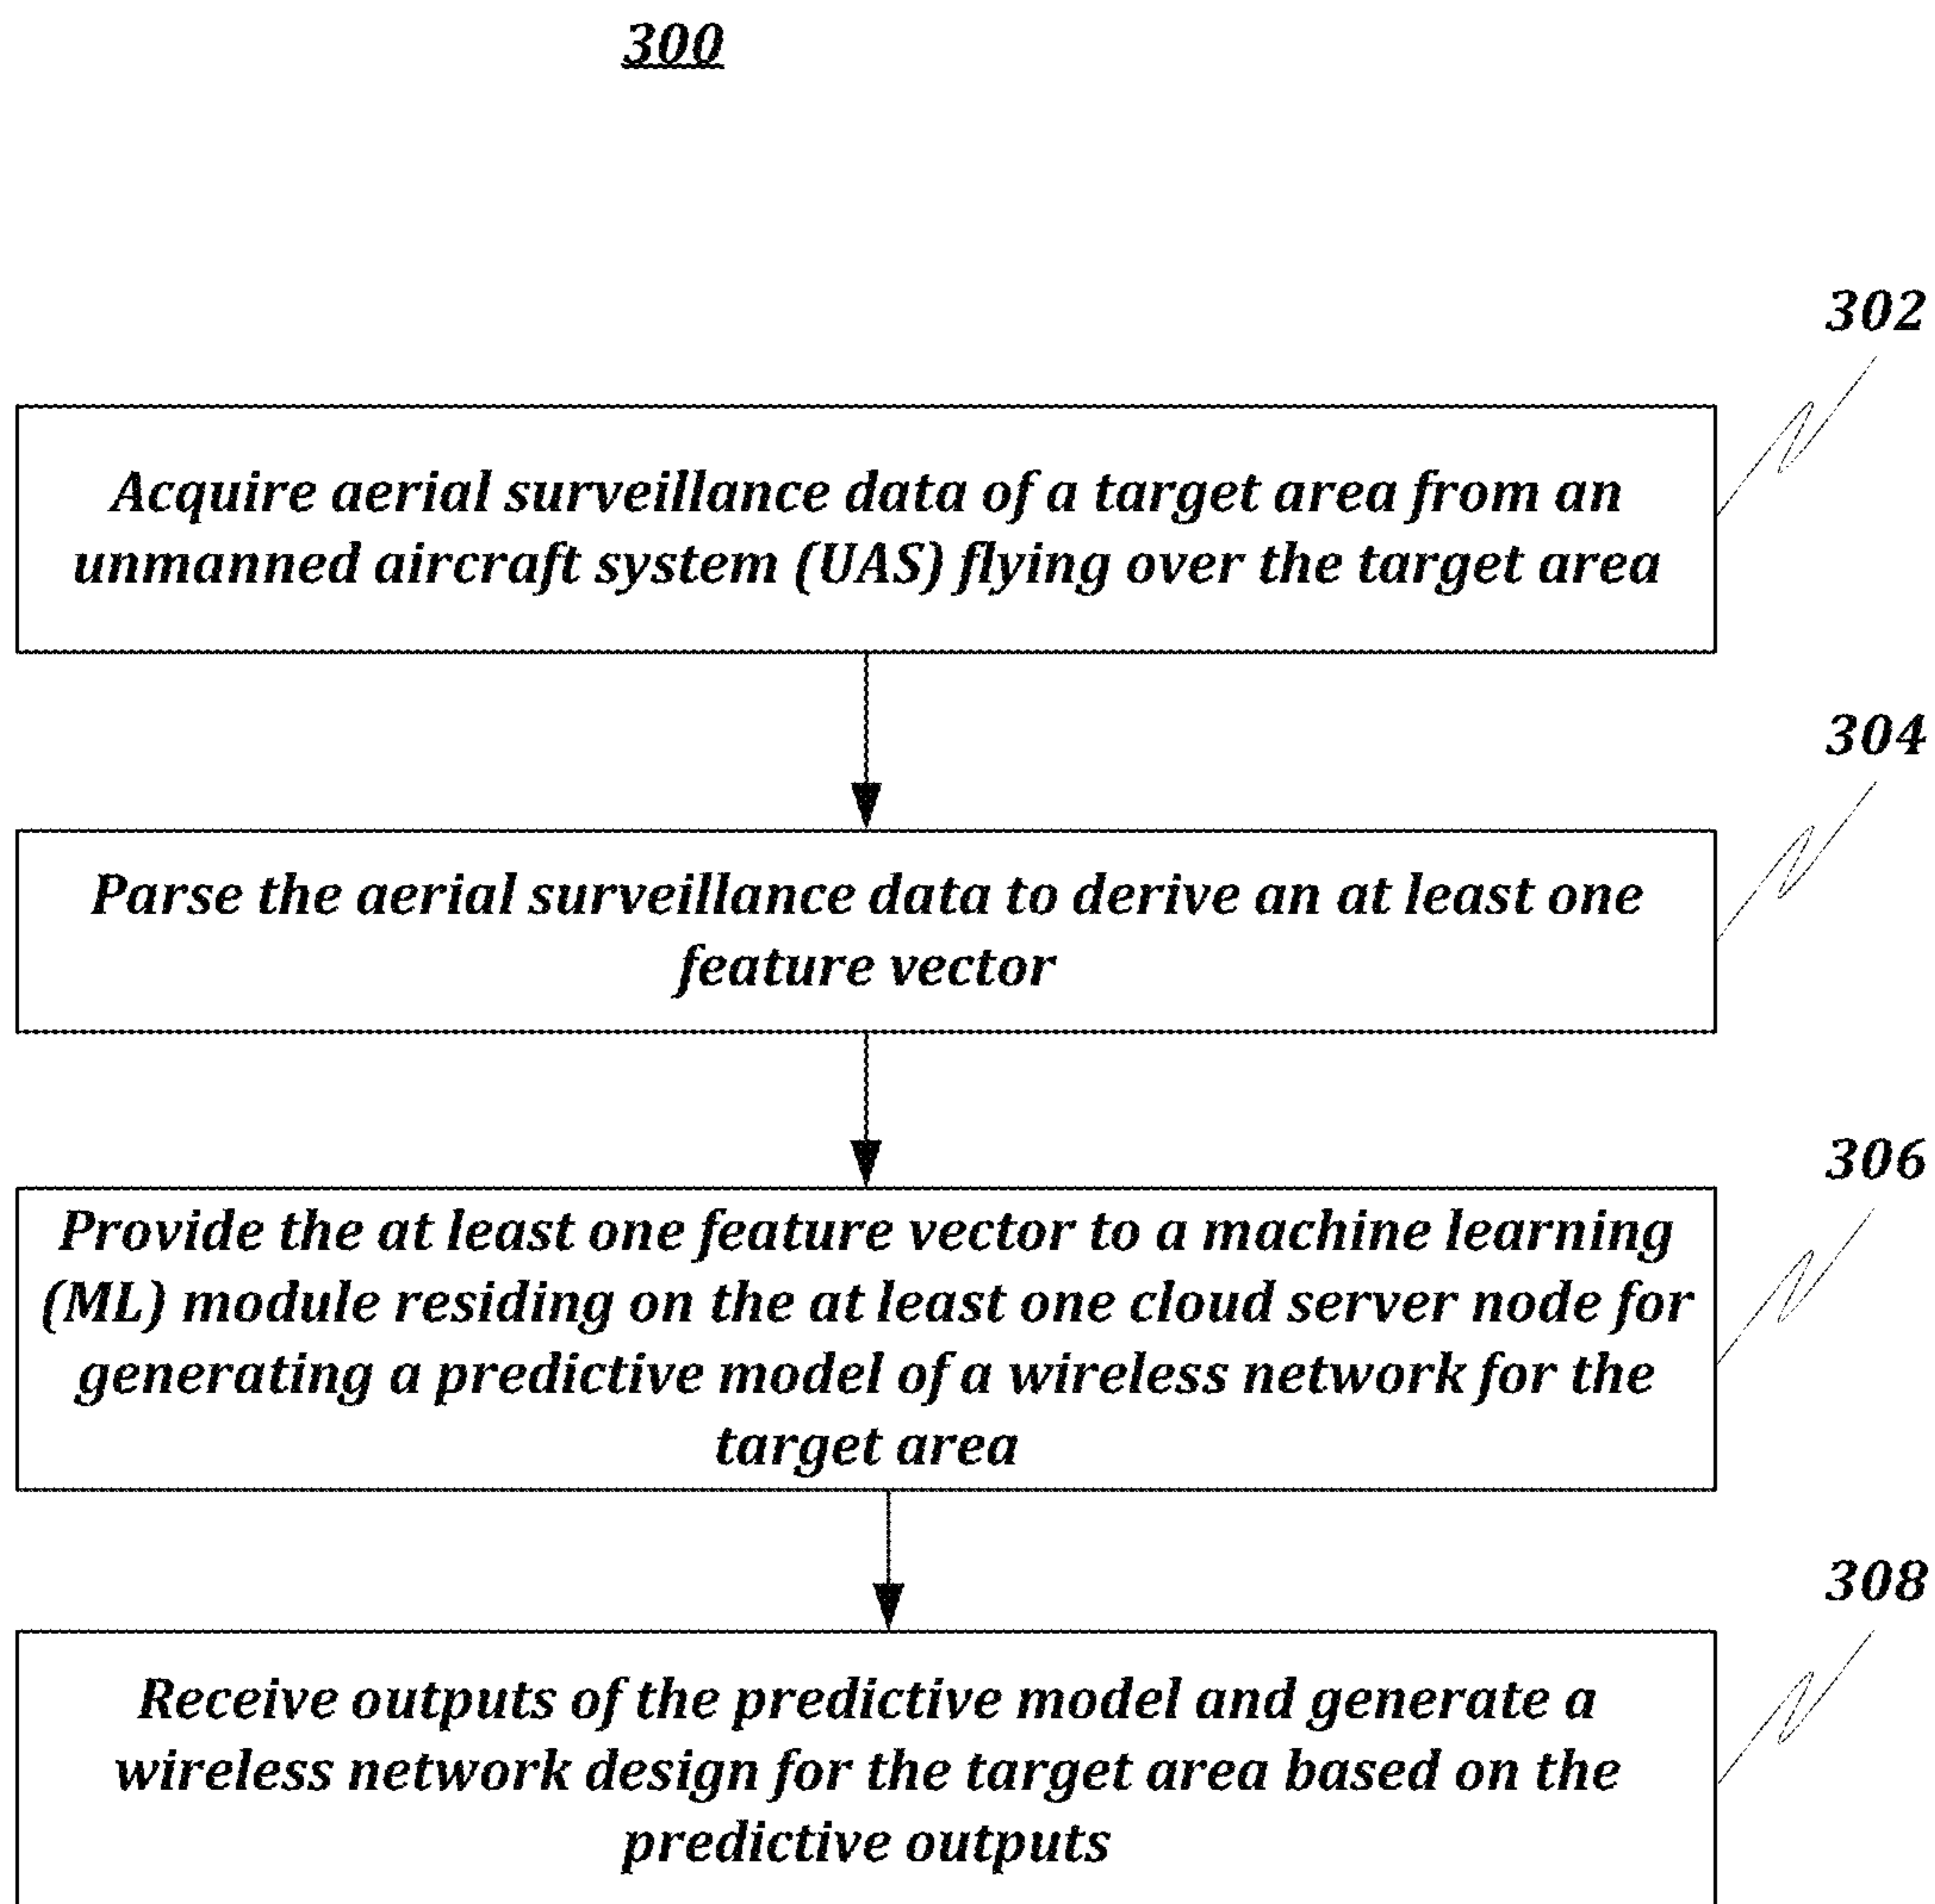 300
302
Acquire aerial surveillance data of a target area from an
unmanned aircraft system (UAS) flying over the target area
304
Parse the aerial surveillance data to derive an at least one
feature vector
306
Provide the at least one feature vector to a machine learning
(ML) module residing on the at least one cloud server node for
generating a predictive model of a wireless network for the
target area
308
Receive outputs of the predictive model and generate a
wireless network design for the target area based on the
predictive outputs